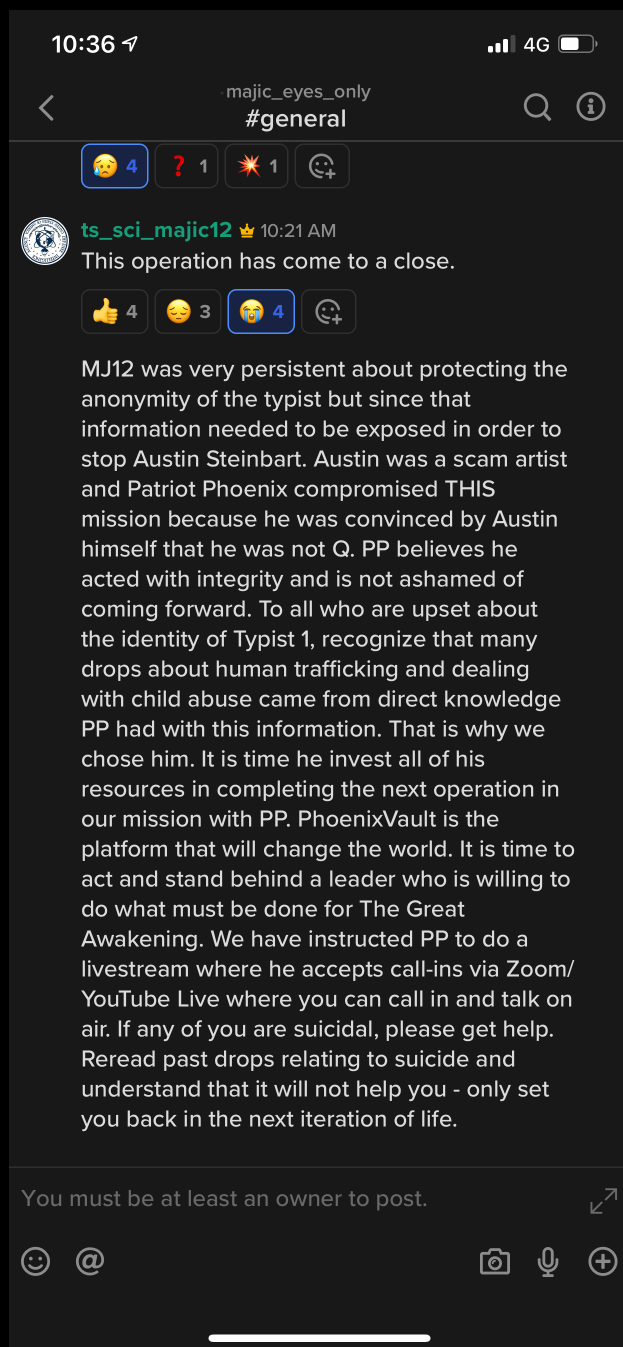 10:36
4G
majic_eyes_only
#general
4 1 1
ts_sci_majic12 10:21 AM
This operation has come to a close.
4 3 4
MJ12 was very persistent about protecting the
anonymity of the typist but since that
information needed to be exposed in order to
stop Austin Steinbart. Austin was a scam artist
and Patriot Phoenix compromised THIS
mission because he was convinced by Austin
himself that he was not Q. PP believes he
acted with integrity and is not ashamed of
coming forward. To all who are upset about
the identity of Typist 1, recognize that many
drops about human trafficking and dealing
with child abuse came from direct knowledge
PP had with this information. That is why we
chose him. It is time he invest all of his
resources in completing the next operation in
our mission with PP. PhoenixVault is the
platform that will change the world. It is time to
act and stand behind a leader who is willing to
do what must be done for The Great
Awakening. We have instructed PP to do a
livestream where he accepts call-ins via Zoom/
YouTube Live where you can call in and talk on
air. If any of you are suicidal, please get help.
Reread past drops relating to suicide and
understand that it will not help you - only set
you back in the next iteration of life.
You must be at least an owner to post.